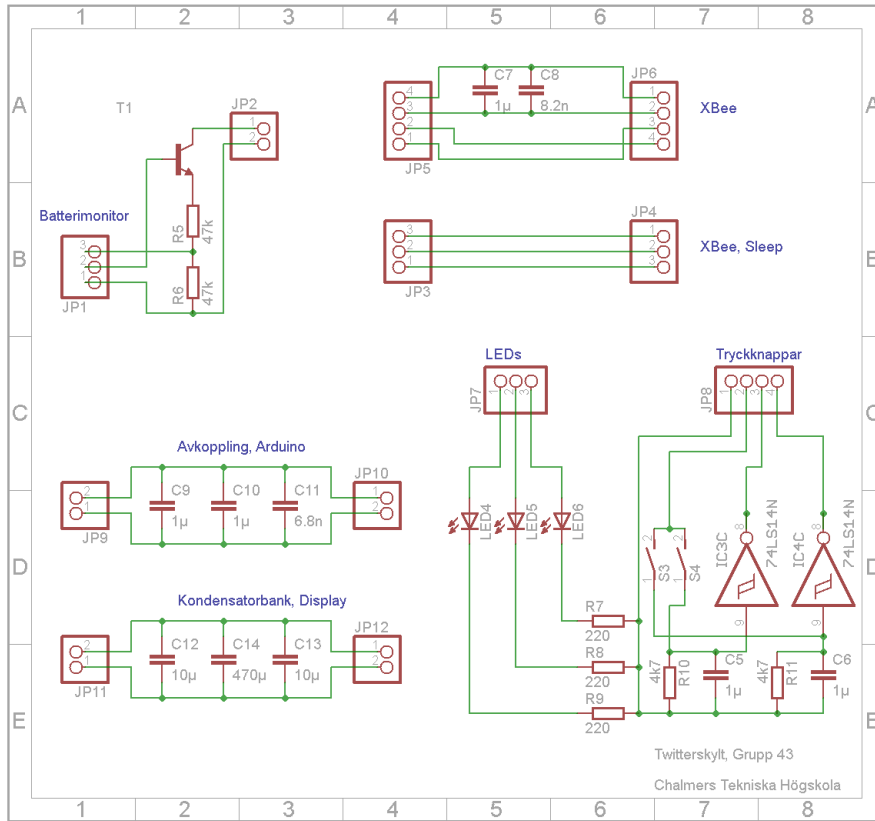 1 2 3 4 5 6 7 8
A
T1
JP2
1
2
C7
1µ
C8
8.2n
JP5
4
3
2
1
JP6
1
2
3
4
XBee
A
Batterimonitor
B
JP1
3
2
1
R5
47k
R6
47k
JP3
3
2
1
JP4
1
2
3
XBee, Sleep
B
LEDs
JP7
1
2
3
Tryckknappar
JP8
1
2
3
4
C
C
Avkoppling, Arduino
JP9
2
1
C9
1µ
C10
1µ
C11
6.8n
JP10
1
2
LED4
LED5
LED6
S3
1
2
S4
1
2
IC3C
74LS14N
8
9
IC4C
74LS14N
8
9
D
D
Kondensatorbank, Display
JP11
2
1
C12
10µ
C14
470µ
C13
10µ
JP12
1
2
R7
220
R8
220
R9
220
4k7
R10
C5
1µ
4k7
R11
C6
1µ
E
E
Twitterskylt, Grupp 43
Chalmers Tekniska Högskola
1 2 3 4 5 6 7 8